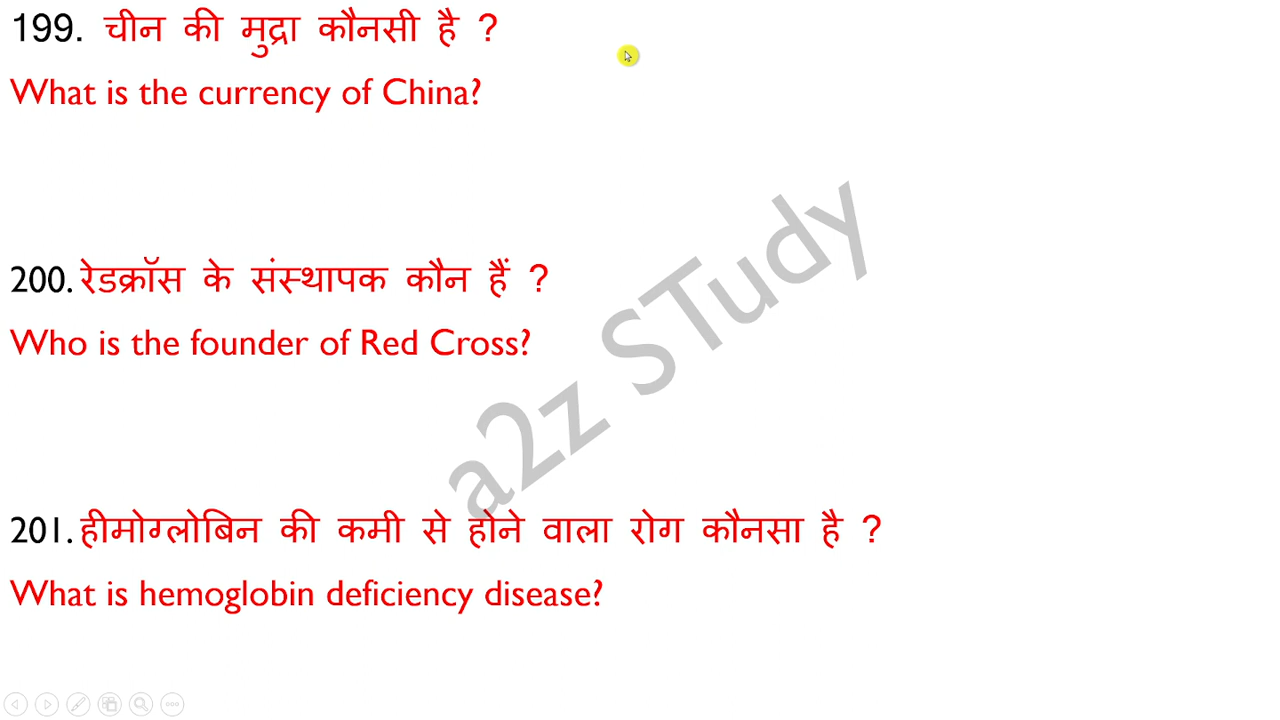 199. चीन की मुद्रा कौनसी है ?
What is the currency of China?
200. रेडक्रॉस के संस्थापक कौन हैं ?
Who is the founder of Red Cross?
a2z STudy
201. हीमोग्लोबिन की कमी से होने वाला रोग कौनसा है ?
What is hemoglobin deficiency disease?